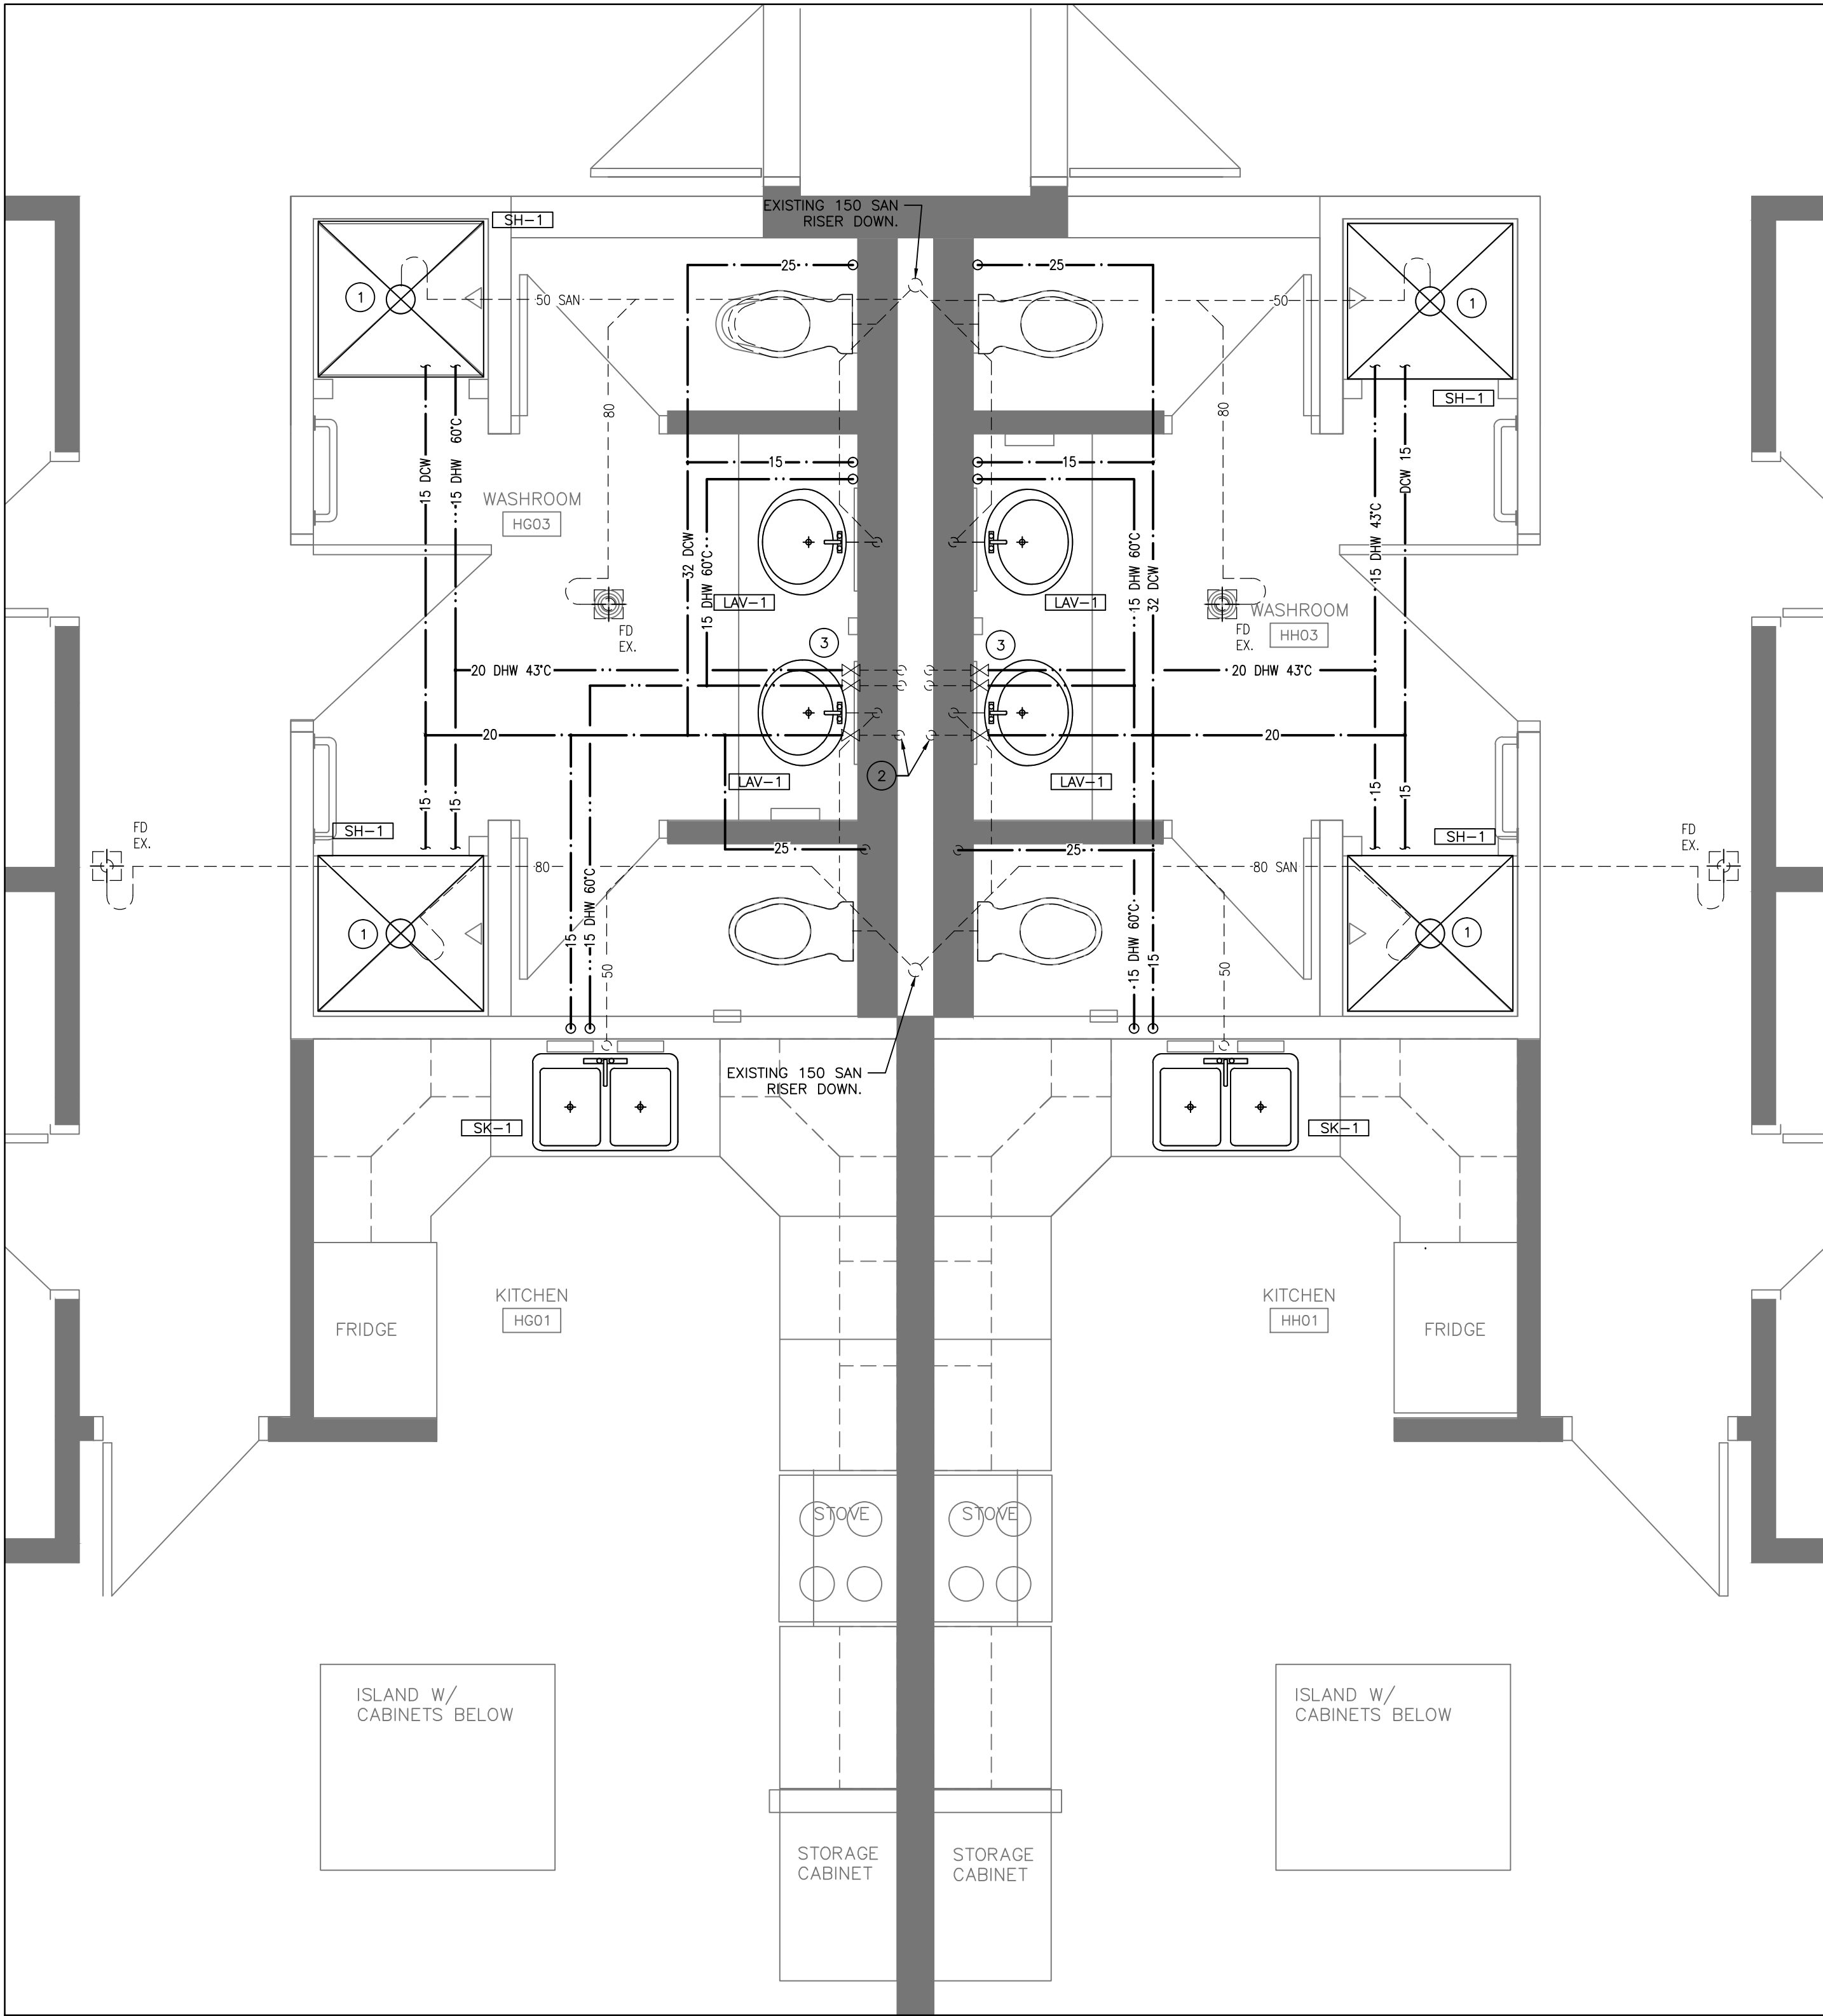 EXISTING 150 SAN
RISER DOWN.
SH-1
25
25
1
50 SAN
50
1
SH-1
80
80
15 DCW
15 DHW 60°C
15
15
15 DHW 43°C
DCW 15
WASHROOM
HG03
32 DCW
15 DHW 60°C
15 DHW 60°C
32 DCW
LAV-1
LAV-1
WASHROOM
HH03
FD
EX.
FD
EX.
3
3
20 DHW 43°C
20 DHW 43°C
20
20
2
LAV-1
LAV-1
15
15
15
15
SH-1
SH-1
FD
EX.
FD
EX.
25
25
80
80 SAN
1
1
15
15 DHW 60°C
50
15 DHW 60°C
15
50
EXISTING 150 SAN
RISER DOWN.
SK-1
SK-1
KITCHEN
HG01
KITCHEN
HH01
FRIDGE
FRIDGE
STOVE
STOVE
ISLAND W/
CABINETS BELOW
ISLAND W/
CABINETS BELOW
STORAGE
CABINET
STORAGE
CABINET